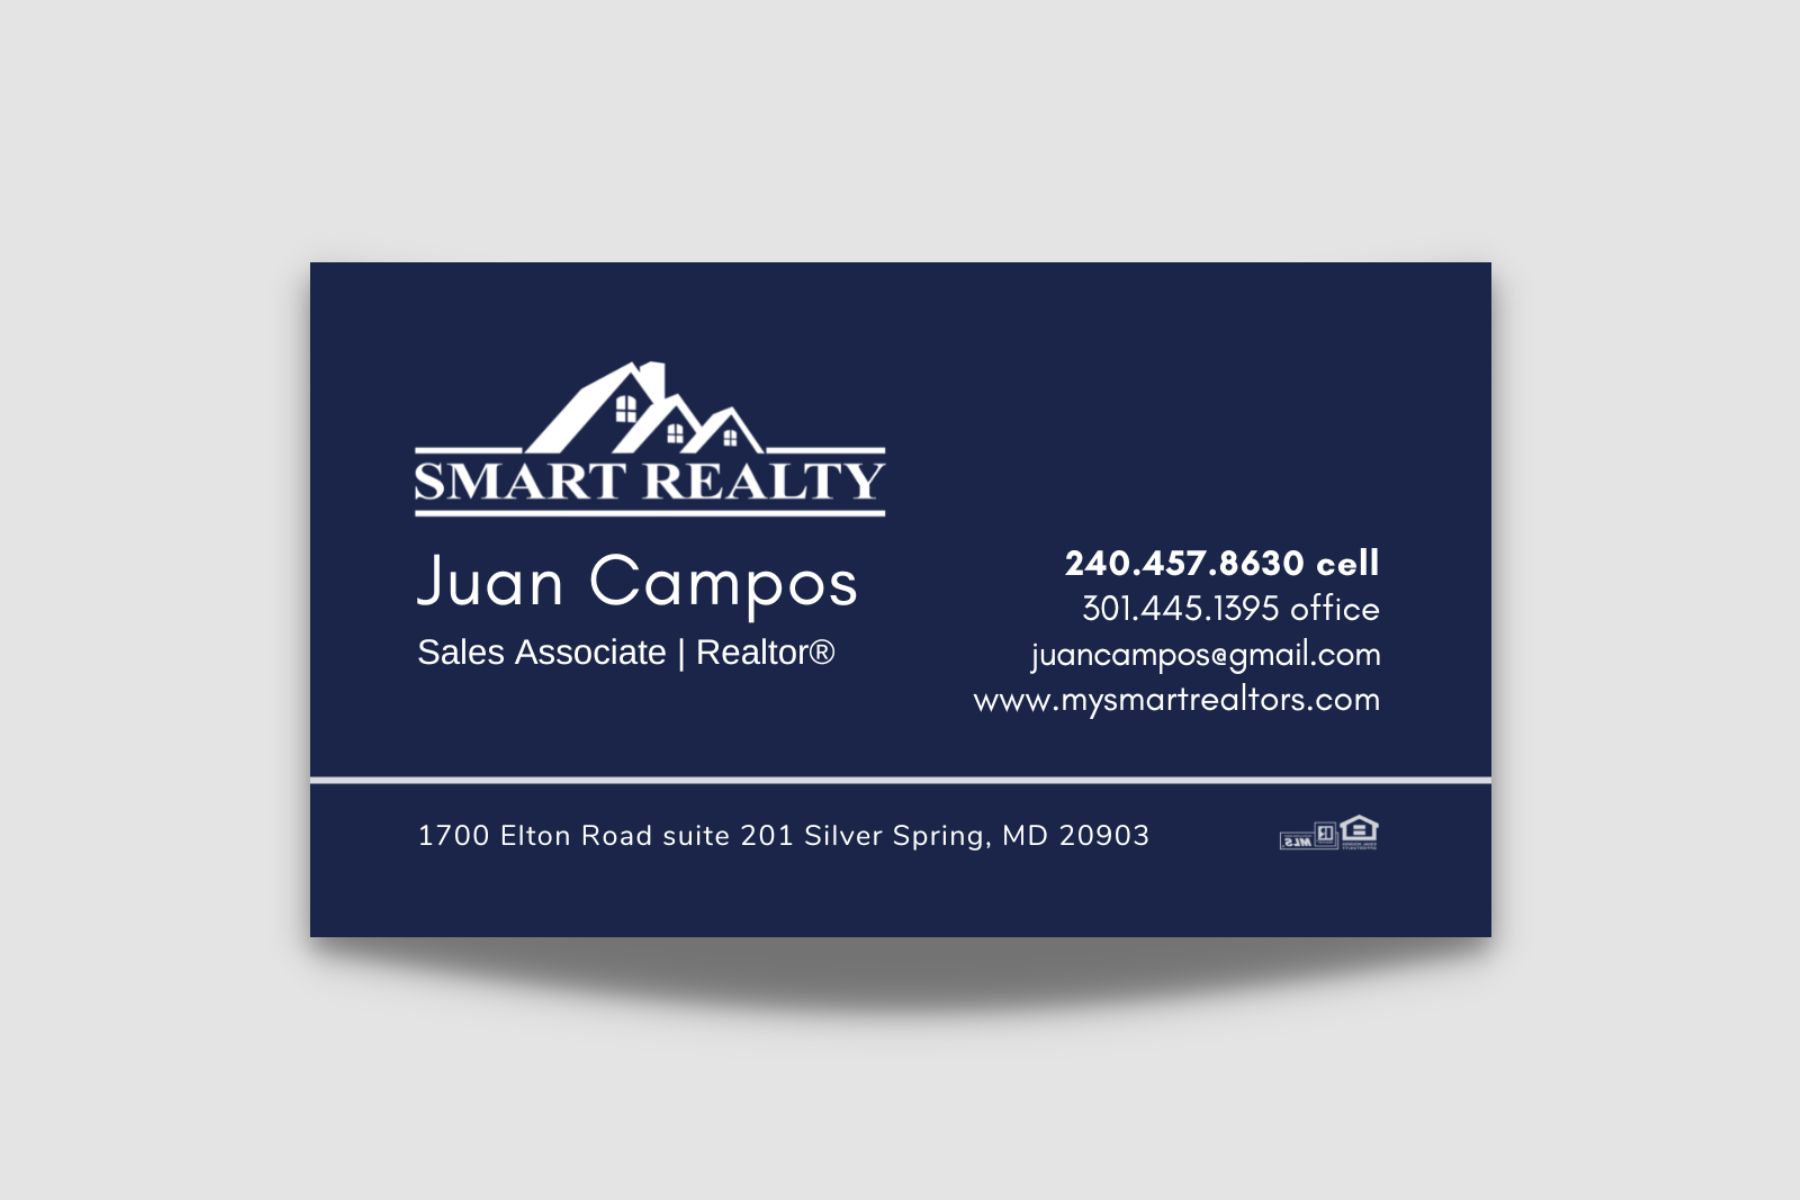 SMART REALTY
Juan Campos
Sales Associate | Realtor®
240.457.8630 cell
301.445.1395 office
juancampos@gmail.com
www.mysmartrealtors.com
1700 Elton Road suite 201 Silver Spring, MD 20903
MLS